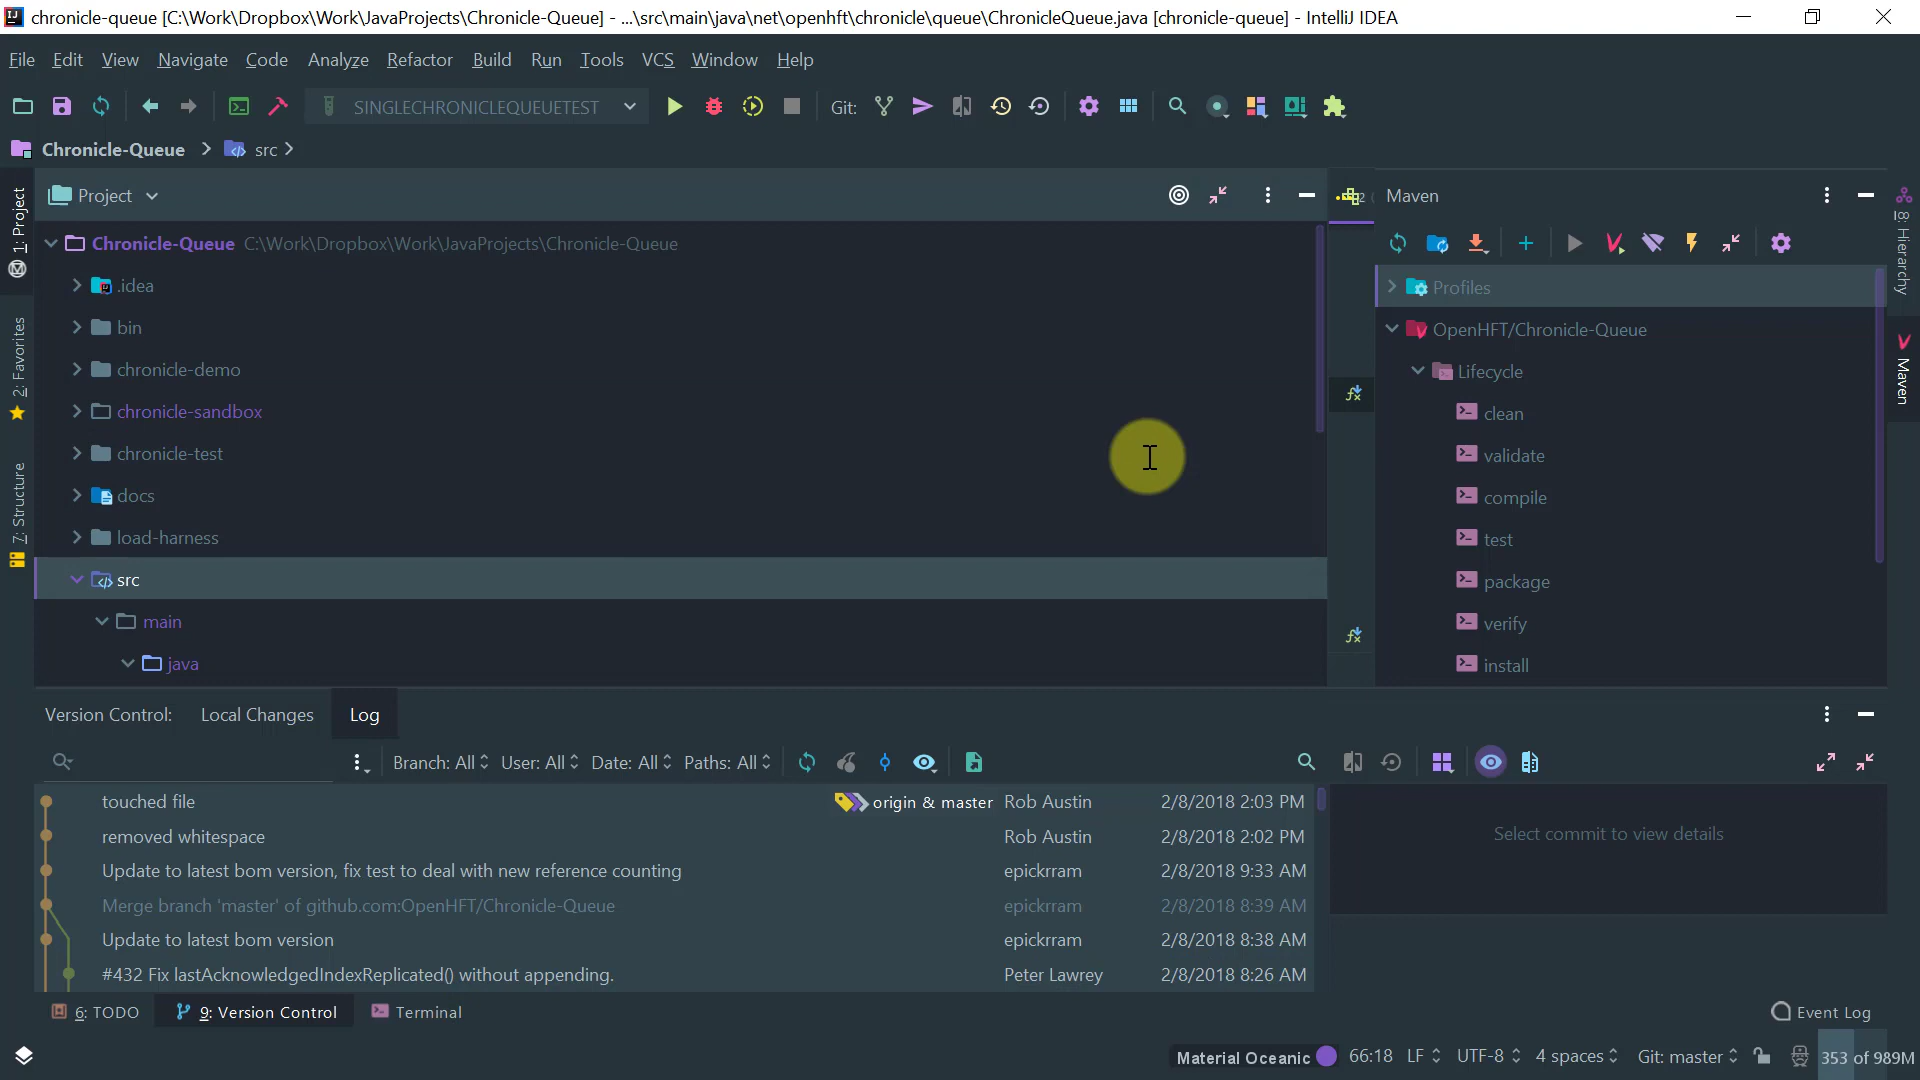 chronicle-queue [C:\Work\Dropbox\Work\JavaProjects\Chronicle-Queue] - ...\src\main\java\net\openhft\chronicle\queue\ChronicleQueue.java [chronicle-queue] - IntelliJ IDEA
File Edit View Navigate Code Analyze Refactor Build Run Tools VCS Window Help
SINGLECHRONICLEQUEUETEST Git:
Chronicle-Queue src
1: Project
2: Favorites
7: Structure
Project
Chronicle-Queue C:\Work\Dropbox\Work\JavaProjects\Chronicle-Queue
.idea
bin
chronicle-demo
chronicle-sandbox
chronicle-test
docs
load-harness
src
main
java
Maven
Profiles
OpenHFT/Chronicle-Queue
Lifecycle
clean
validate
compile
test
package
verify
install
8: Hierarchy
Maven
Version Control: Local Changes Log
Branch: All User: All Date: All Paths: All
touched file origin & master Rob Austin 2/8/2018 2:03 PM
removed whitespace Rob Austin 2/8/2018 2:02 PM
Update to latest bom version, fix test to deal with new reference counting epickrram 2/8/2018 9:33 AM
Merge branch 'master' of github.com:OpenHFT/Chronicle-Queue epickrram 2/8/2018 8:39 AM
Update to latest bom version epickrram 2/8/2018 8:38 AM
#432 Fix lastAcknowledgedIndexReplicated() without appending. Peter Lawrey 2/8/2018 8:26 AM
Select commit to view details
6: TODO 9: Version Control Terminal Event Log
Material Oceanic 66:18 LF UTF-8 4 spaces Git: master 353 of 989M